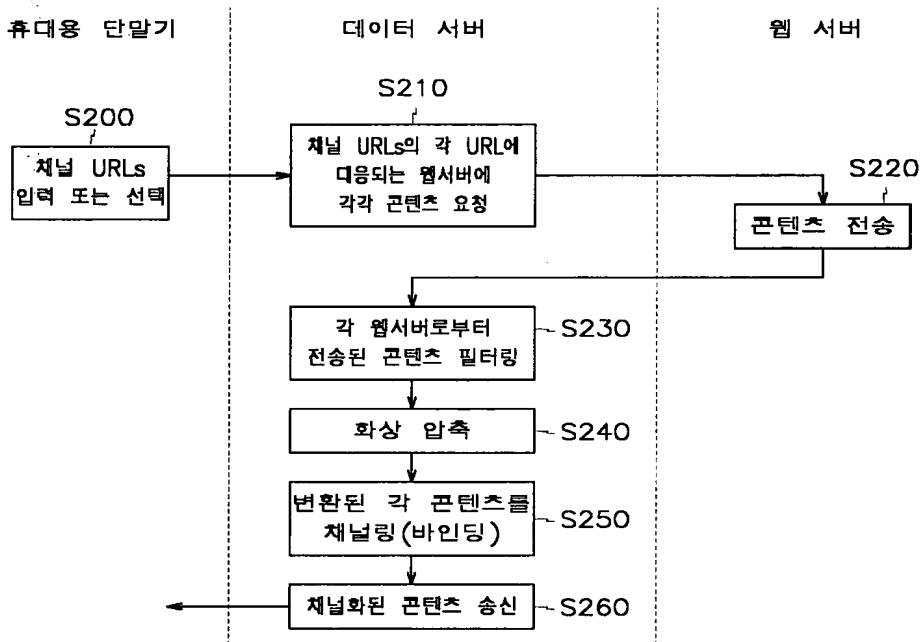 휴대용 단말기
데이터 서버
웹 서버
S200
채널 URLs
입력 또는 선택
S210
채널 URLs의 각 URL에
대응되는 웹서버에
각각 콘텐츠 요청
S220
콘텐츠 전송
각 웹서버로부터
전송된 콘텐츠 필터링
S230
화상 압축
S240
변환된 각 콘텐츠를
채널링(바인딩)
S250
채널화된 콘텐츠 송신
S260